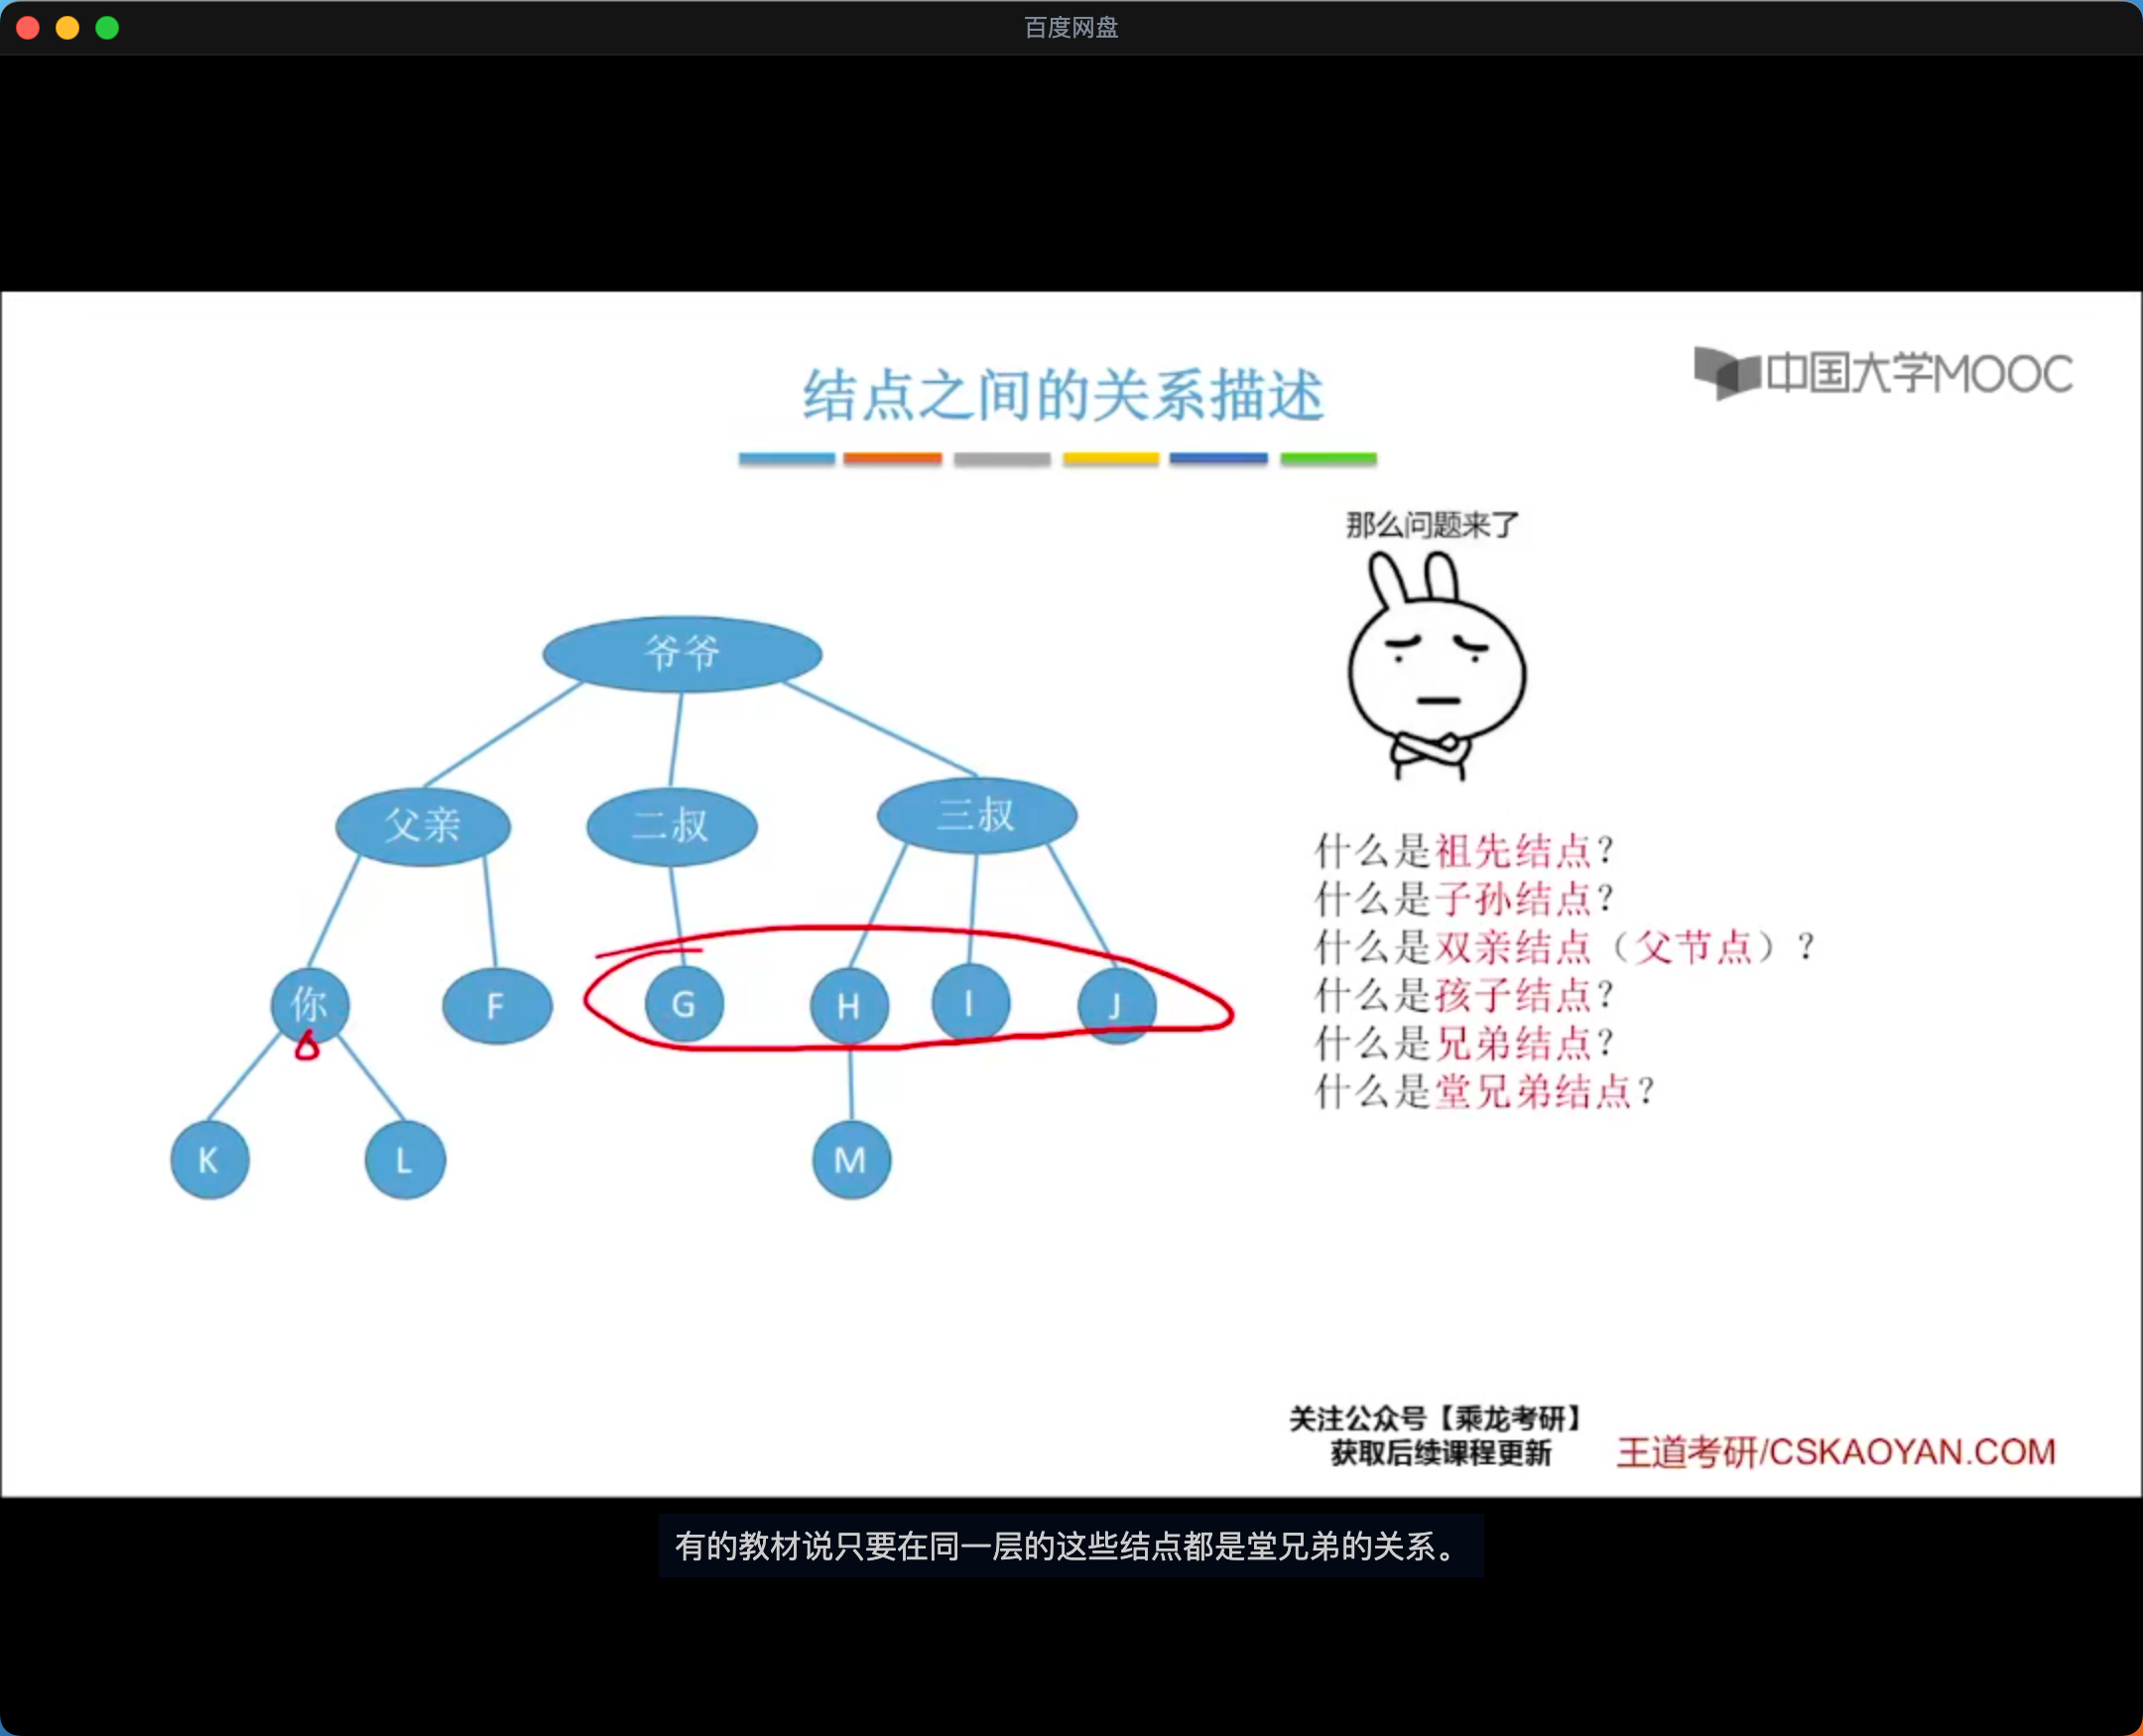 百度网盘
结点之间的关系描述
中国大学MOOC
那么问题来了
爷爷
父亲
二叔
三叔
你
F
G
H
I
J
K
L
M
什么是祖先结点？
什么是子孙结点？
什么是双亲结点（父节点）？
什么是孩子结点？
什么是兄弟结点？
什么是堂兄弟结点？
关注公众号【乘龙考研】
获取后续课程更新
王道考研/CSKAOYAN.COM
有的教材说只要在同一层的这些结点都是堂兄弟的关系。